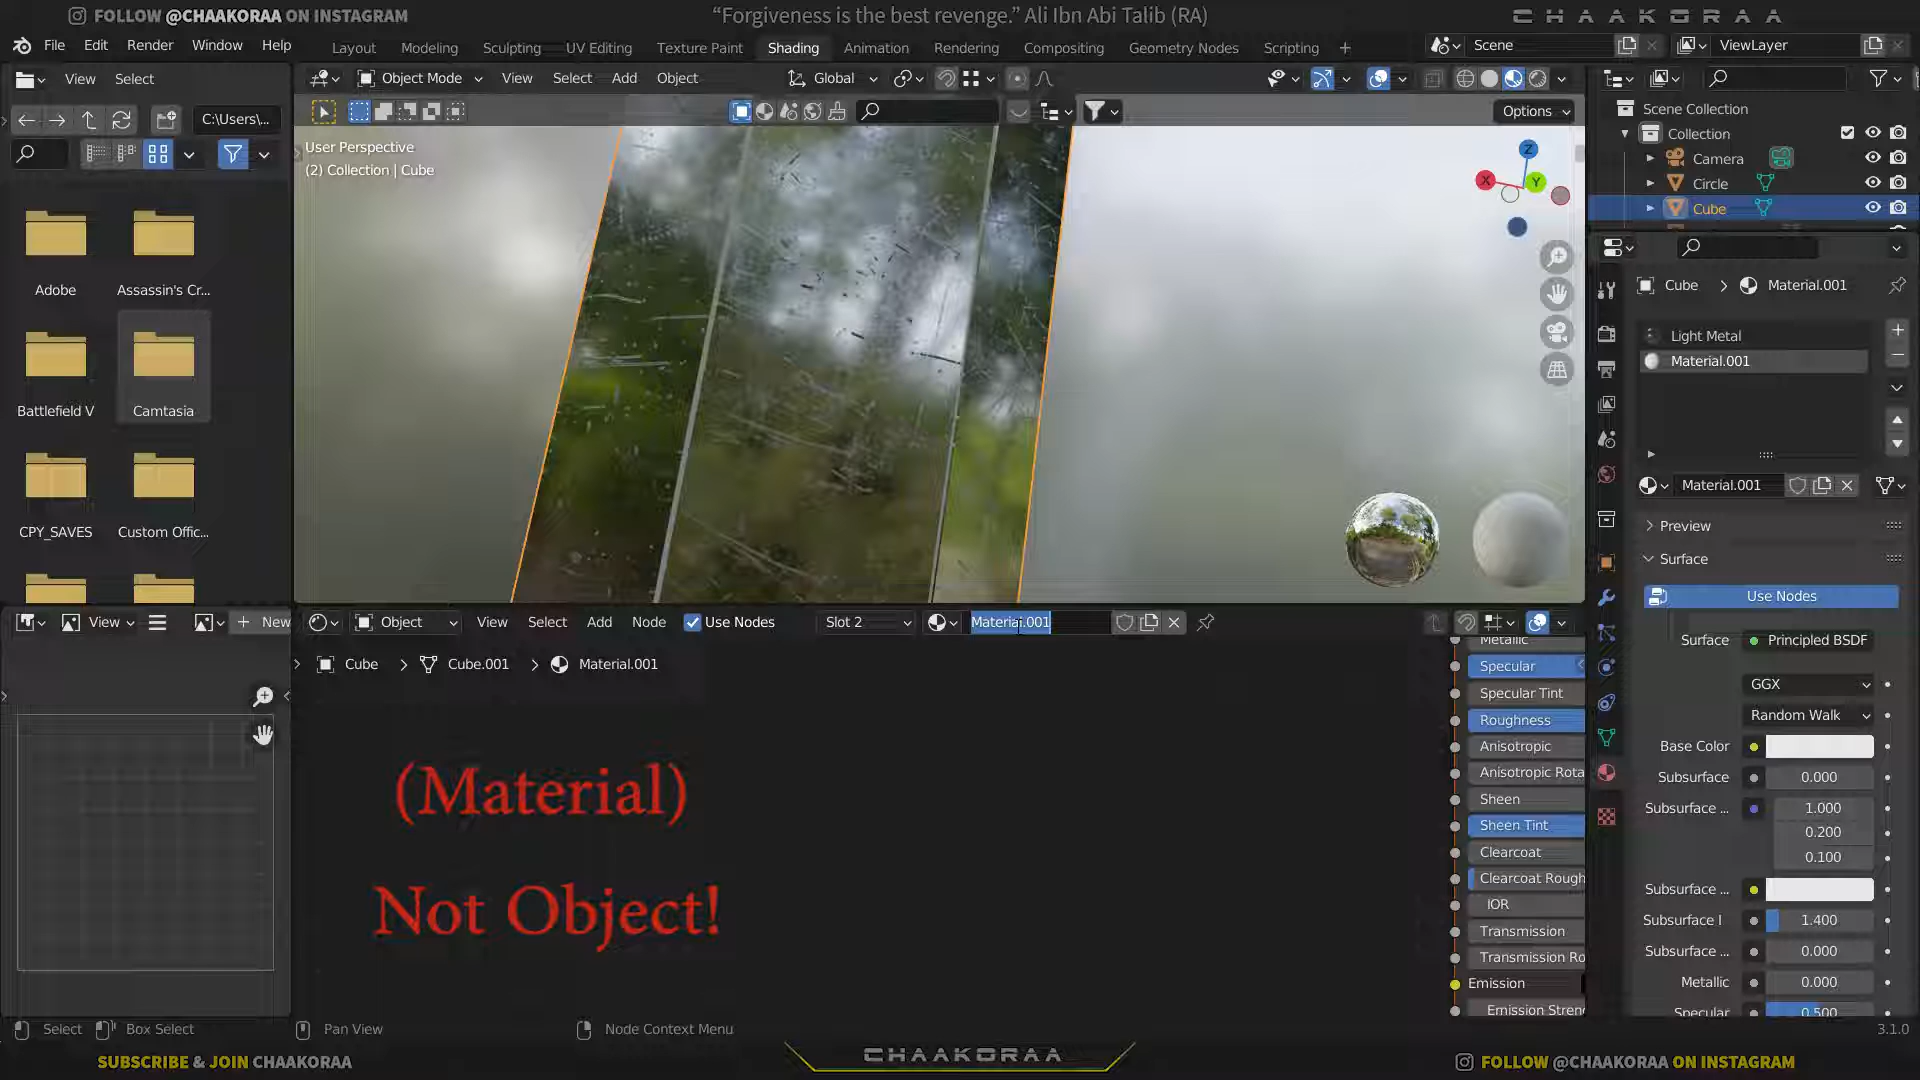 FOLLOW @CHAAKORAA ON INSTAGRAM
“Forgiveness is the best revenge.” Ali Ibn Abi Talib (RA)
CHAAKORAA
File Edit Render Window Help
Layout Modeling Sculpting UV Editing Texture Paint Shading Animation Rendering Compositing Geometry Nodes Scripting +
Scene
ViewLayer
View Select
Object Mode View Select Add Object
Global
C:\Users\...
Options
User Perspective
(2) Collection | Cube
X
Y
Z
Scene Collection
Collection
Camera
Circle
Cube
Adobe
Assassin's Cr...
Battlefield V
Camtasia
CPY_SAVES
Custom Offic...
Cube > Material.001
Light Metal
Material.001
Material.001
Preview
Surface
Use Nodes
Surface Principled BSDF
GGX
Random Walk
Base Color
Subsurface 0.000
Subsurface ... 1.000
0.200
0.100
Subsurface ...
Subsurface I 1.400
Subsurface ... 0.000
Metallic 0.000
Specular 0.500
View
+ New
Object View Select Add Node Use Nodes Slot 2 Material.001
Cube > Cube.001 > Material.001
(Material)
Not Object!
Metallic
Specular
Specular Tint
Roughness
Anisotropic
Anisotropic Rota
Sheen
Sheen Tint
Clearcoat
Clearcoat Rough
IOR
Transmission
Transmission Ro
Emission
Emission Stren
Select Box Select Pan View Node Context Menu
3.1.0
SUBSCRIBE & JOIN CHAAKORAA
CHAAKORAA
FOLLOW @CHAAKORAA ON INSTAGRAM